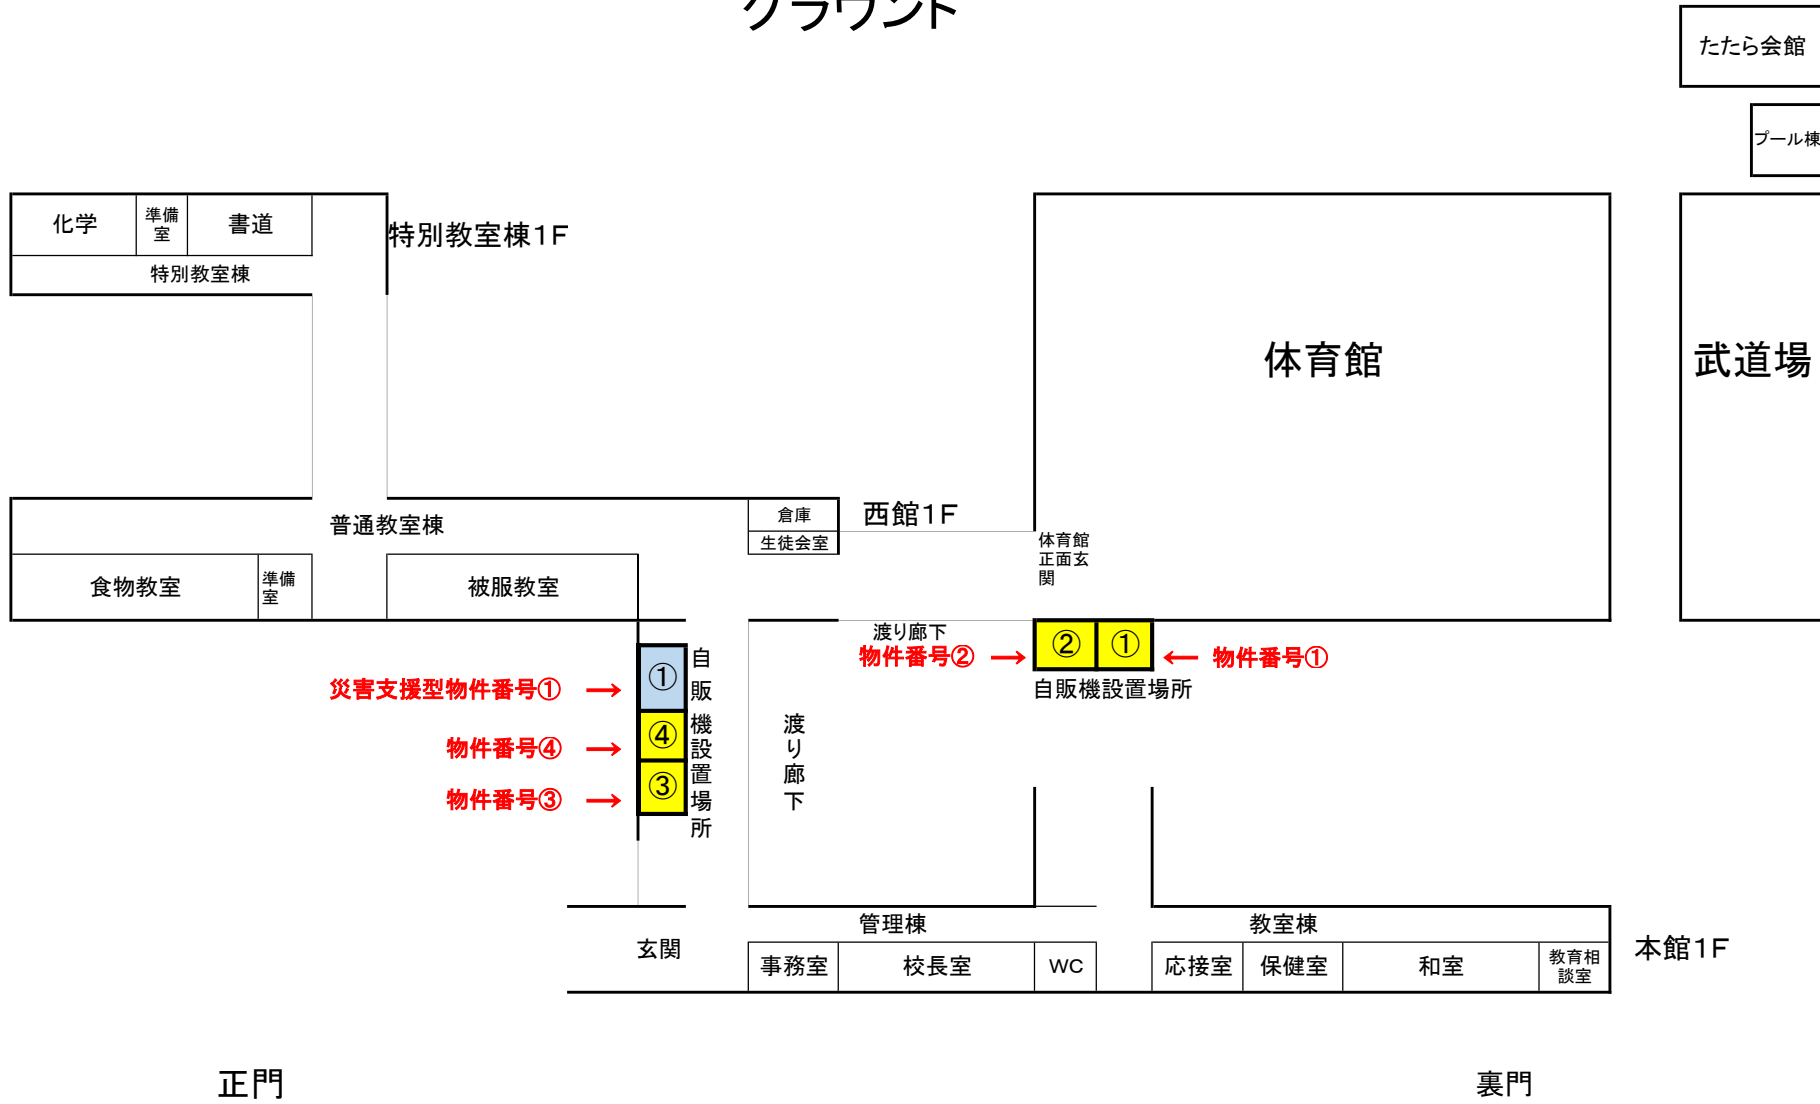 グラウンド
たたら会館
プール棟
化学
準備
室
書道
特別教室棟1F
特別教室棟
体育館
武道場
普通教室棟
倉庫
生徒会室
西館1F
体育館
正面玄
関
食物教室
準備
室
被服教室
渡り廊下
物件番号②
→
②
①
←
物件番号①
自販機設置場所
災害支援型物件番号①
→
①
物件番号④
→
④
物件番号③
→
③
自販機設置場所
渡り廊下
管理棟
教室棟
玄関
事務室
校長室
WC
応接室
保健室
和室
教育相
談室
本館1F
正門
裏門